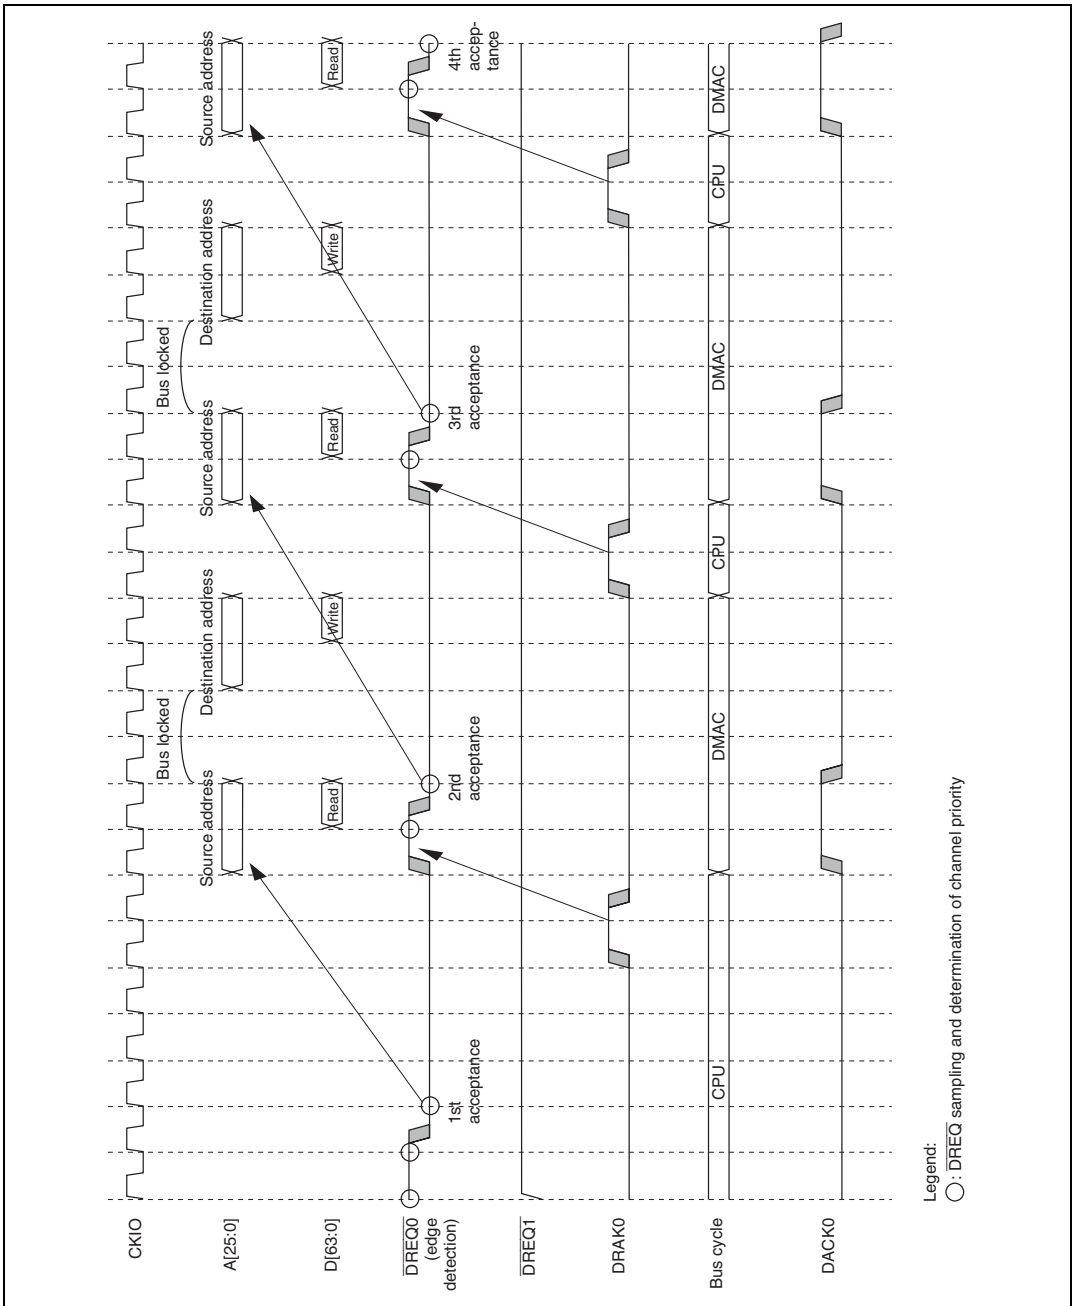 CKIO
Bus locked
Bus locked
A[25:0]
Source address
Destination address
Source address
Destination address
Source address
D[63:0]
Read
Write
Read
Write
Read
DREQ0
(edge
detection)
1st
acceptance
2nd
acceptance
3rd
acceptance
4th
accep-
tance
DREQ1
DRAK0
Bus cycle
CPU
DMAC
CPU
DMAC
CPU
DMAC
DACK0
Legend:
: DREQ sampling and determination of channel priority